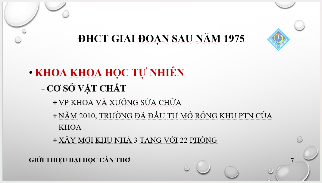 ĐHCT GIAI ĐOẠN SAU NĂM 1975
• KHOA KHOA HỌC TỰ NHIÊN
- CƠ SỞ VẬT CHẤT
+ VP KHOA VÀ XƯỞNG SỬA CHỮA
+ NĂM 2010, TRƯỜNG ĐÃ ĐẦU TƯ MỞ RỘNG KHU PTN CỦA
KHOA
+ XÂY MỚI KHU NHÀ 3 TẦNG VỚI 22 PHÒNG
GIỚI THIỆU ĐẠI HỌC CẦN THƠ
7